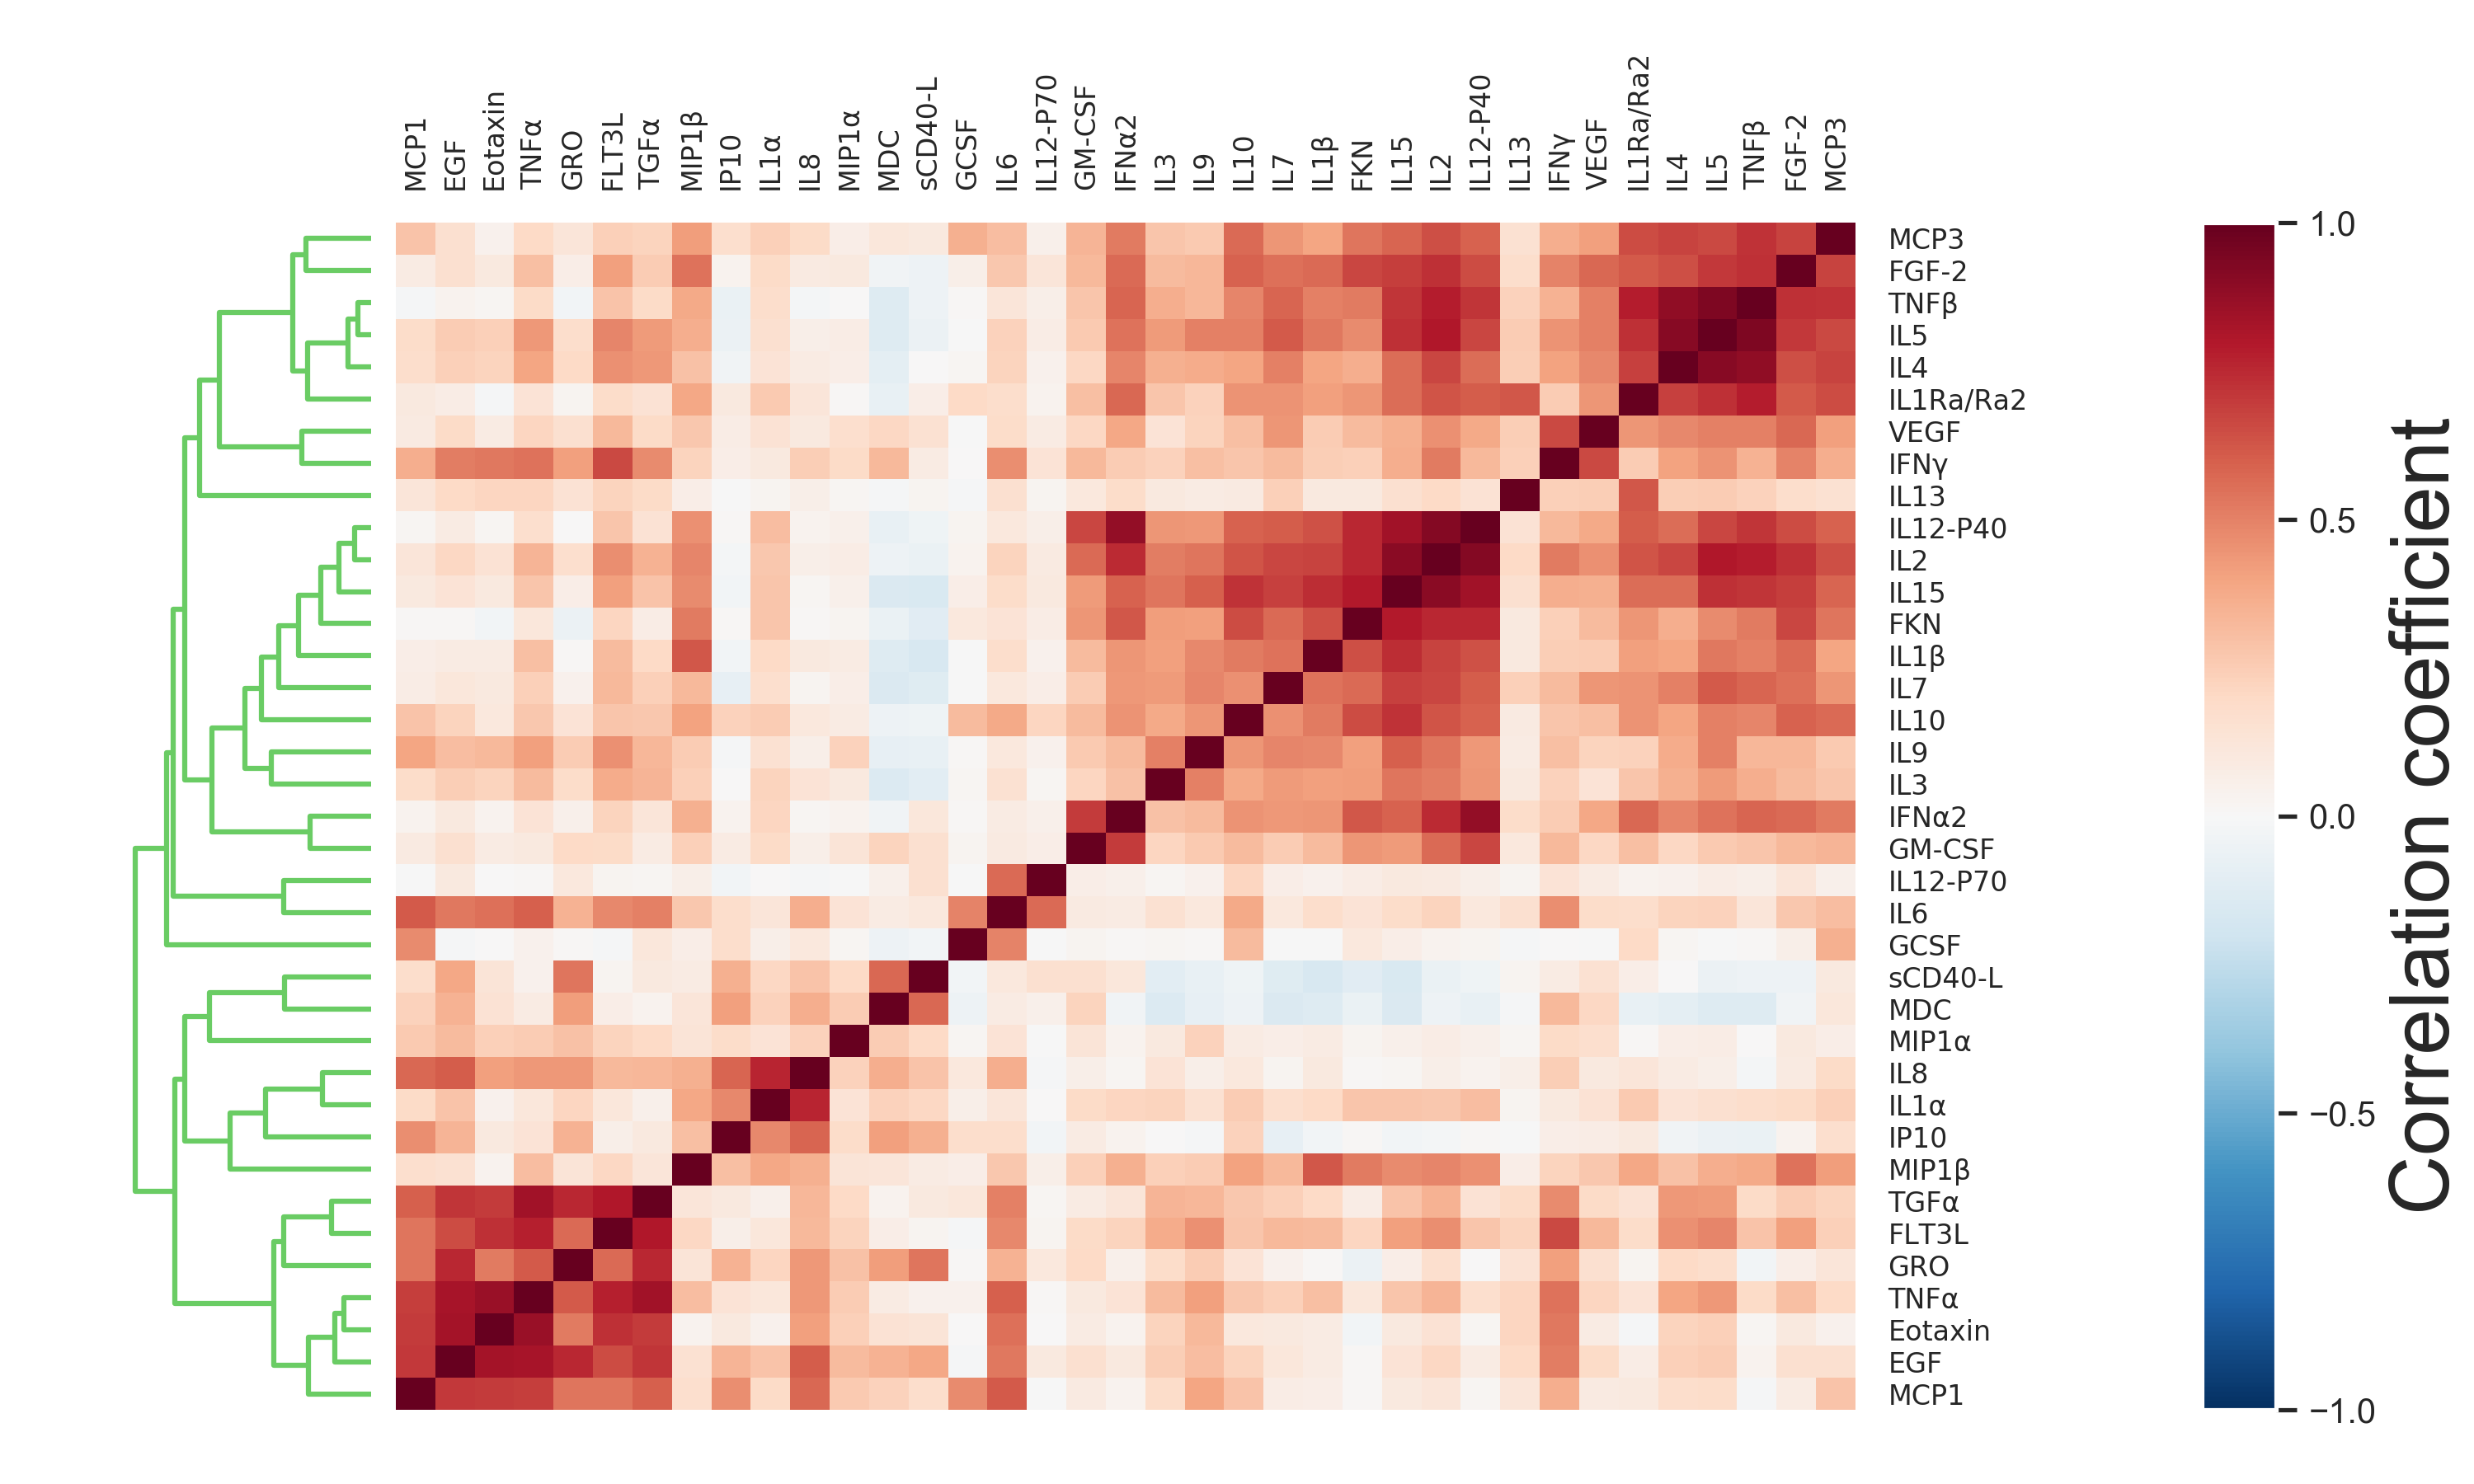 MCP1
EGF
Eotaxin
TNFα
GRO
FLT3L
TGFα
MIP1β
IP10
IL1α
IL8
MIP1α
MDC
sCD40-L
GCSF
IL6
IL12-P70
GM-CSF
IFNα2
IL3
IL9
IL10
IL7
IL1β
FKN
IL15
IL2
IL12-P40
IL13
IFNγ
VEGF
IL1Ra/Ra2
IL4
IL5
TNFβ
FGF-2
MCP3
MCP3
FGF-2
TNFβ
IL5
IL4
IL1Ra/Ra2
VEGF
IFNγ
IL13
IL12-P40
IL2
IL15
FKN
IL1β
IL7
IL10
IL9
IL3
IFNα2
GM-CSF
IL12-P70
IL6
GCSF
sCD40-L
MDC
MIP1α
IL8
IL1α
IP10
MIP1β
TGFα
FLT3L
GRO
TNFα
Eotaxin
EGF
MCP1
1.0
0.5
0.0
−0.5
−1.0
Correlation coefficient